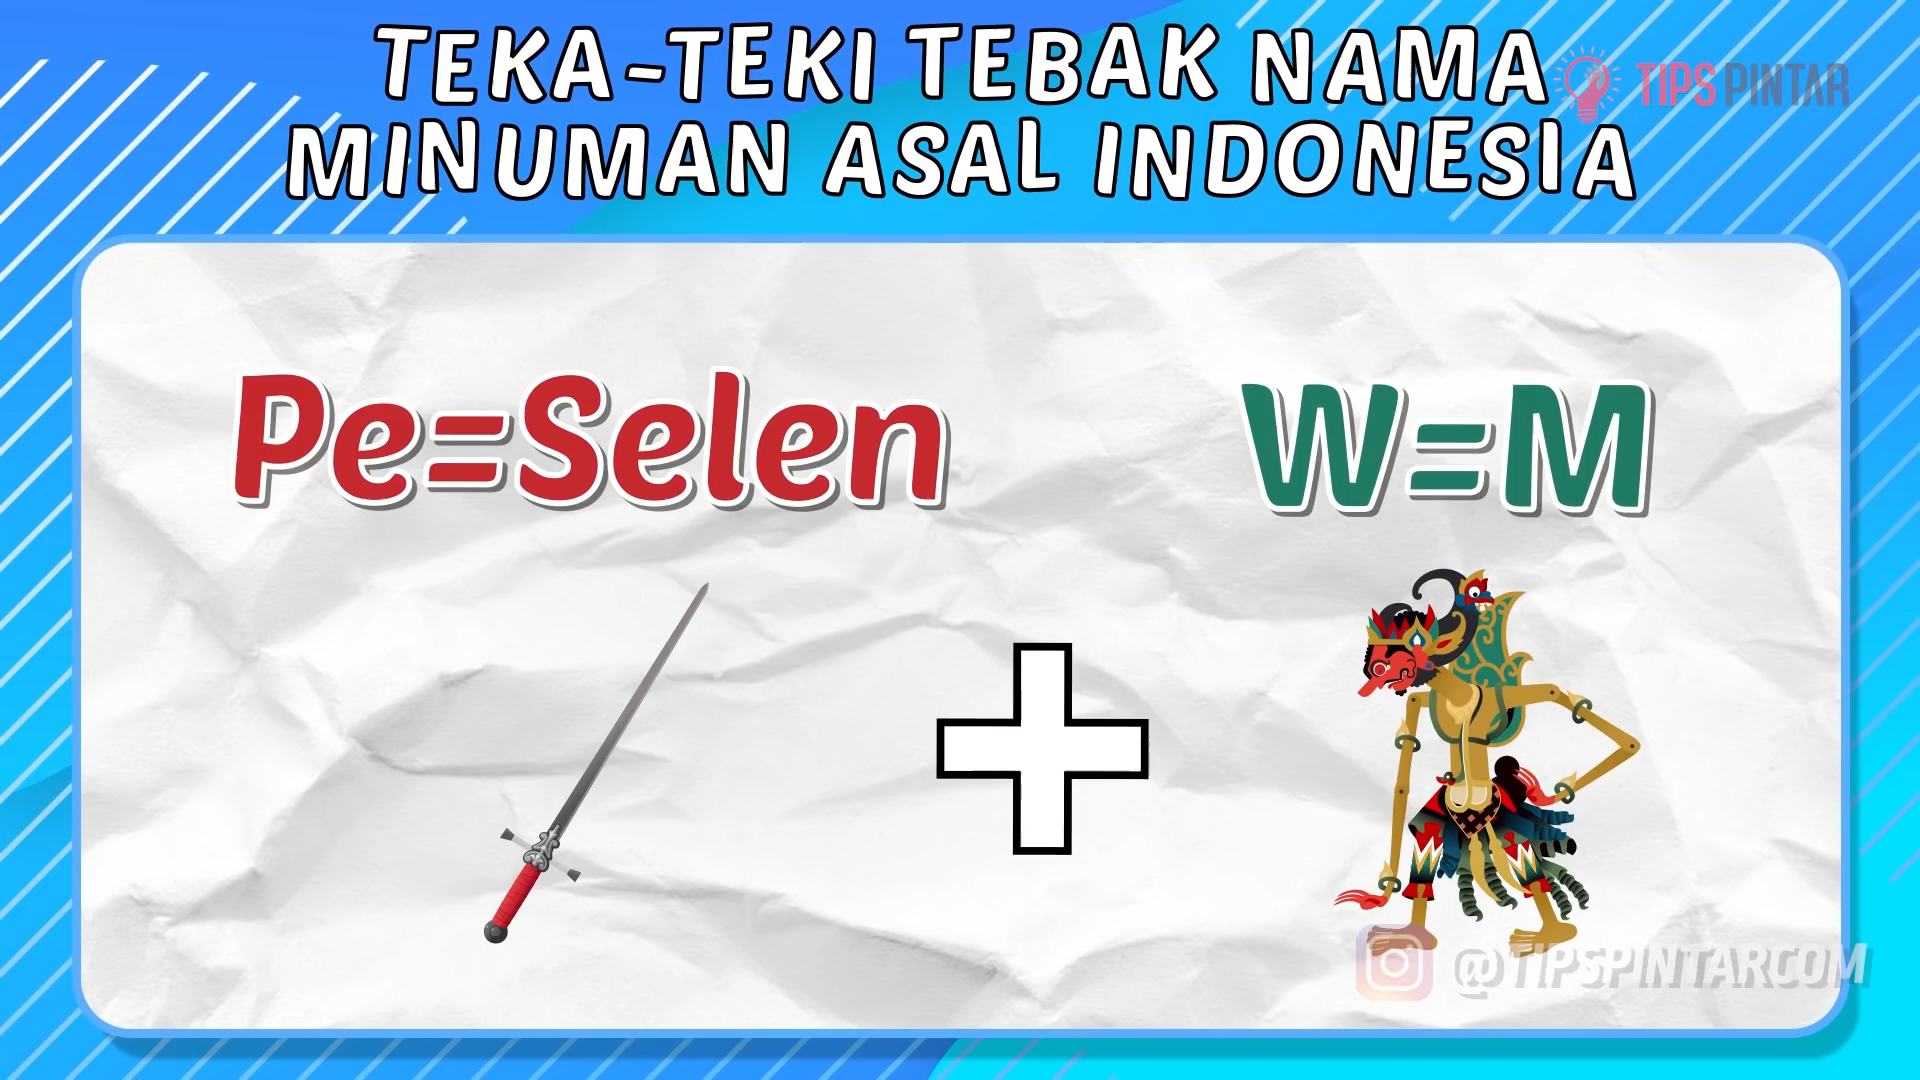 TEKA-TEKI TEBAK NAMA
MINUMAN ASAL INDONESIA
TIPS PINTAR
Pe=Selen
W=M
@TIPSPINTARCOM